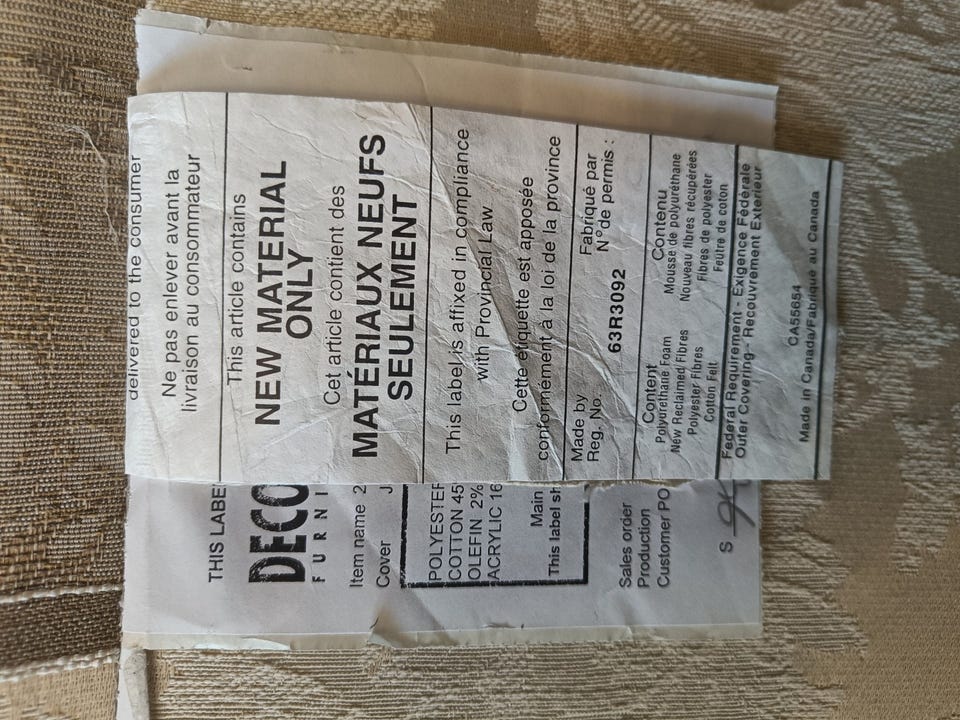 delivered to the consumer
Ne pas enlever avant la
livraison au consommateur
This article contains
NEW MATERIAL
ONLY
Cet article contient des
MATÉRIAUX NEUFS
SEULEMENT
This label is affixed in compliance
with Provincial Law
Cette étiquette est apposée
conformément à la loi de la province
Made by
Reg. No.
63R3092
Fabriqué par
N° de permis :
Content
Polyurethane Foam
New Reclaimed Fibres
Polyester Fibres
Cotton Felt
Contenu
Mousse de polyuréthane
Nouveau fibres récupérées
Fibres de polyester
Feûtre de coton
Federal Requirement - Exigence Fédérale
Outer Covering - Recouvrement Exterieur
CA55654
Made in Canada/Fabriqué au Canada
THIS LABE
DECO
FURNI
Item name 2
Cover J
POLYESTER
COTTON 45
OLEFIN 2%
ACRYLIC 16
Main
This label sh
Sales order
Production
Customer PO
S